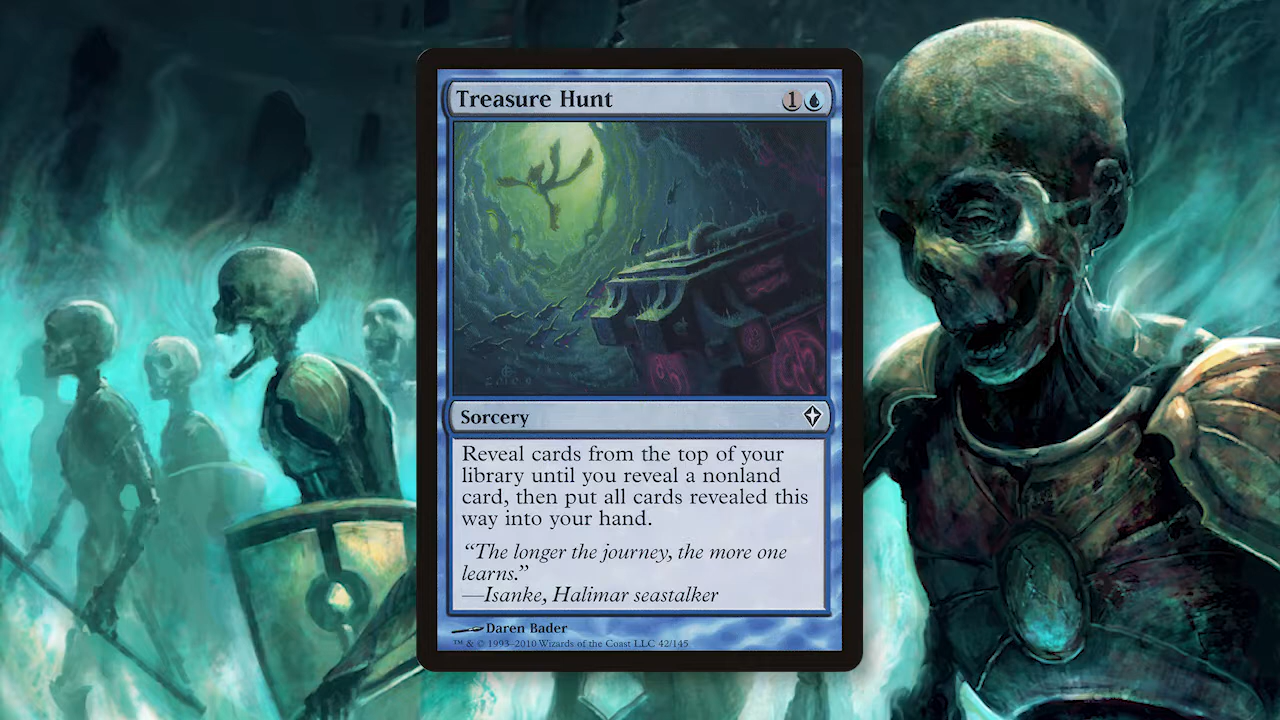 Treasure Hunt 1
Sorcery
Reveal cards from the top of your
library until you reveal a nonland
card, then put all cards revealed this
way into your hand.
“The longer the journey, the more one
learns.”
—Isanke, Halimar seastalker
Daren Bader
™ & © 1993–2010 Wizards of the Coast LLC 42/145